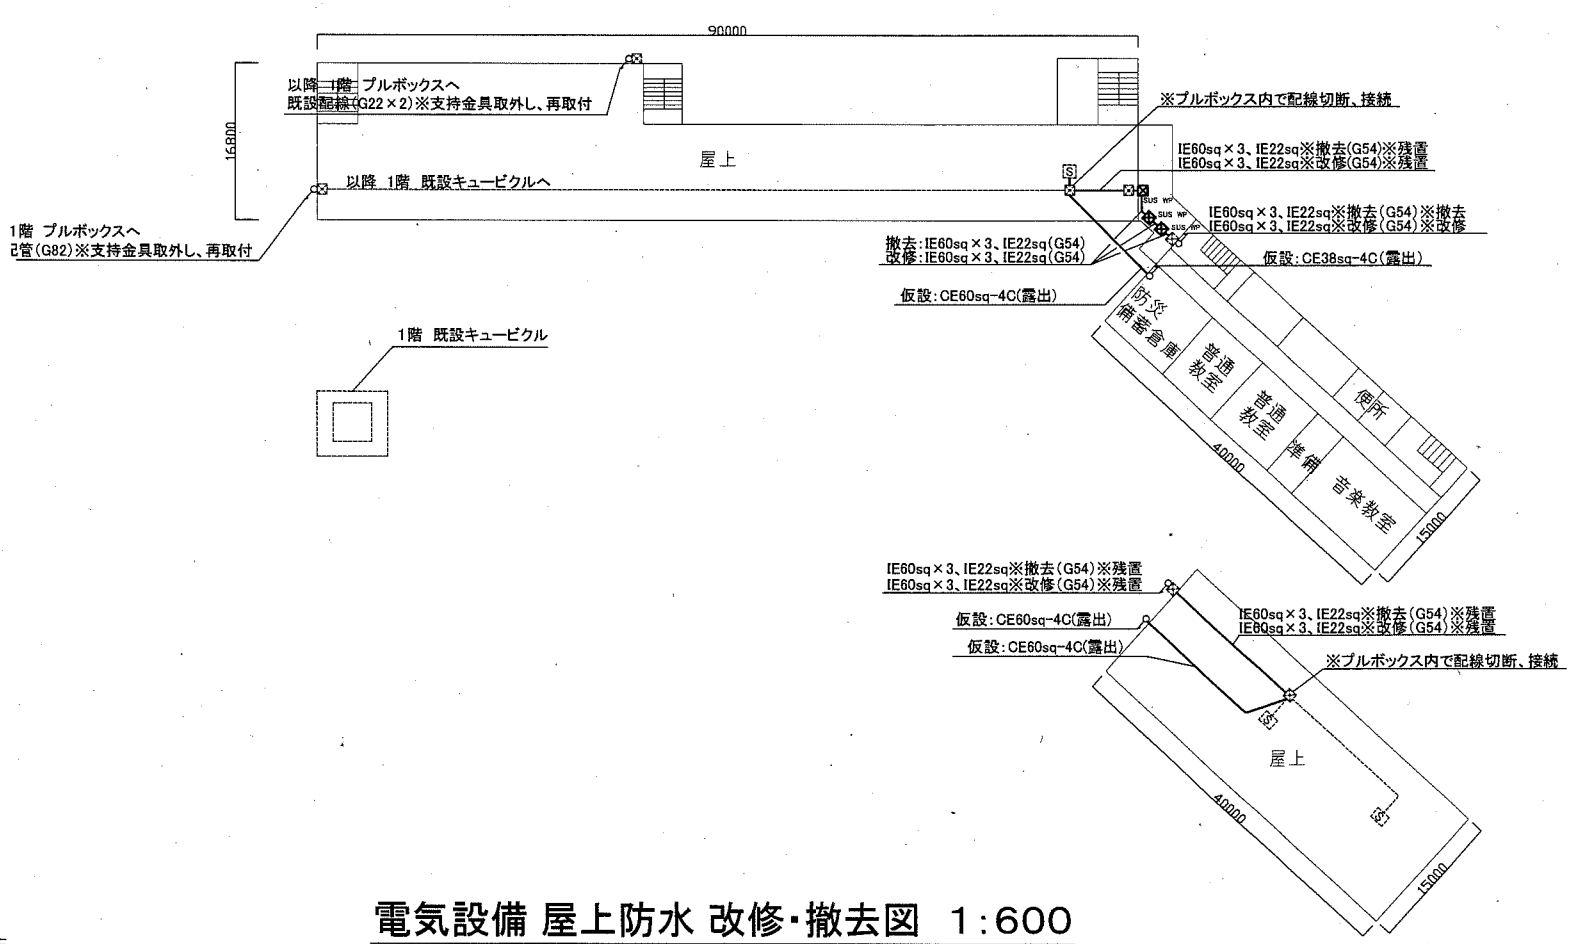 90000
以降 1階 プルボックスへ
既設配線(G22×2)※支持金具取外し、再取付
※プルボックス内で配線切断、接続
16800
屋上
IE60sq×3、IE22sq※撤去(G54)※残置
IE60sq×3、IE22sq※改修(G54)※残置
S
以降 1階 既設キュービクルへ
SUS WP
SUS WP
SUS WP
IE60sq×3、IE22sq※撤去(G54)※撤去
IE60sq×3、IE22sq※改修(G54)※改修
1階 プルボックスへ
管(G82)※支持金具取外し、再取付
撤去:IE60sq×3、IE22sq(G54)
改修:IE60sq×3、IE22sq(G54)
仮設:CE38sq-4C(露出)
仮設:CE60sq-4C(露出)
1階 既設キュービクル
防災
備蓄倉庫
普通
教室
普通
教室
準備
音楽教室
便所
40000
15000
IE60sq×3、IE22sq※撤去(G54)※残置
IE60sq×3、IE22sq※改修(G54)※残置
仮設:CE60sq-4C(露出)
仮設:CE60sq-4C(露出)
IE60sq×3、IE22sq※撤去(G54)※残置
IE60sq×3、IE22sq※改修(G54)※残置
※プルボックス内で配線切断、接続
S
屋上
S
40000
15000
電気設備 屋上防水 改修・撤去図 1:600